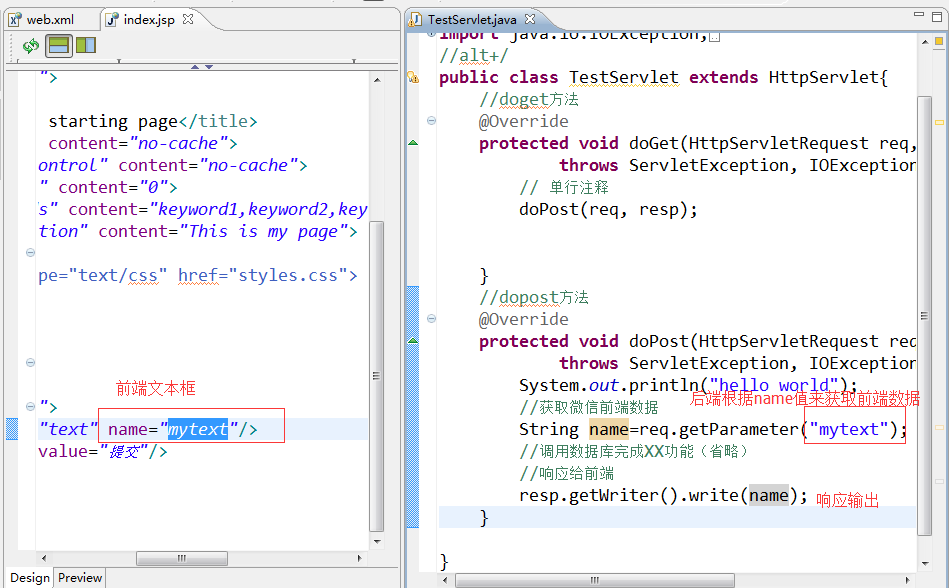 web.xml
index.jsp
">
starting page</title>
content="no-cache">
ontrol" content="no-cache">
" content="0">
s" content="keyword1,keyword2,key
tion" content="This is my page">
pe="text/css" href="styles.css">
前端文本框
">
"text" name="mytext"/>
value="提交"/>
Design
Preview
TestServlet.java
import java.io.IOException;
//alt+/
public class TestServlet extends HttpServlet{
//doget方法
@Override
protected void doGet(HttpServletRequest req,
throws ServletException, IOException
// 单行注释
doPost(req, resp);
}
//dopost方法
@Override
protected void doPost(HttpServletRequest re
throws ServletException, IOException
System.out.println("hello world");
后端根据name值来获取前端数据
//获取微信前端数据
String name=req.getParameter("mytext");
//调用数据库完成XX功能（省略）
//响应给前端
resp.getWriter().write(name);
响应输出
}
}